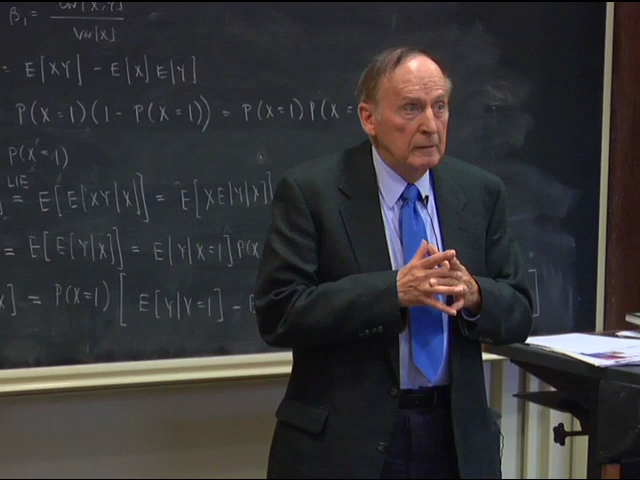 β₁ = Cov[X,Y] / Var[X]
= E[XY] - E[X]E[Y]
P(X=1)(1 - P(X=1)) = P(X=1)P(X=
P(X=1)
LIE
] = E[E[XY|X]] = E[XE[Y|X]]
= E[E[Y|X]] = E[Y|X=1]P(X
X] = P(X=1) [ E[Y|X=1] - E
]